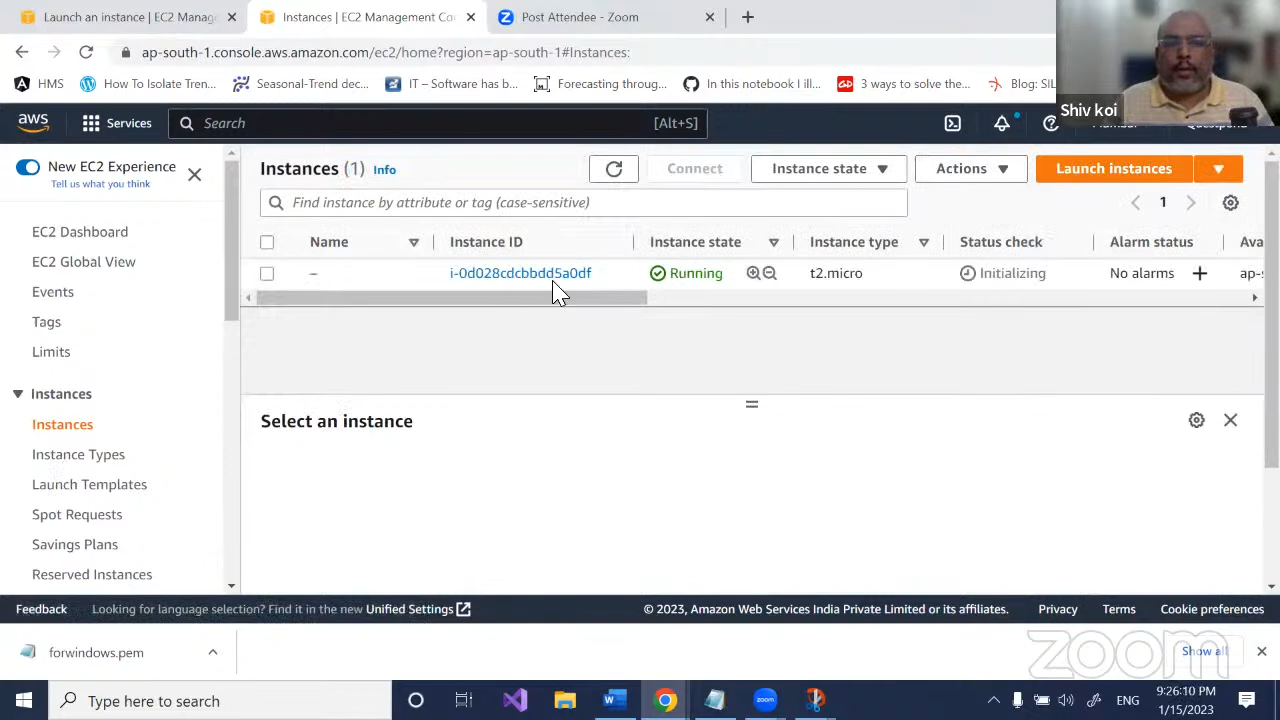 Launch an instance | EC2 Manag
Instances | EC2 Management Co
Post Attendee - Zoom
ap-south-1.console.aws.amazon.com/ec2/home?region=ap-south-1#Instances:
HMS
How To Isolate Tren...
Seasonal-Trend dec...
IT – Software has b...
Forecasting throug...
In this notebook I ill...
3 ways to solve the...
Blog: SIL
Shiv koi
aws
Services
Search
[Alt+S]
New EC2 Experience
Tell us what you think
EC2 Dashboard
EC2 Global View
Events
Tags
Limits
Instances
Instances
Instance Types
Launch Templates
Spot Requests
Savings Plans
Reserved Instances
Instances (1) Info
Connect
Instance state
Actions
Launch instances
Find instance by attribute or tag (case-sensitive)
1
Name
Instance ID
Instance state
Instance type
Status check
Alarm status
Ava
–
i-0d028cdcbbdd5a0df
Running
t2.micro
Initializing
No alarms
ap-s
Select an instance
Feedback
Looking for language selection? Find it in the new Unified Settings
© 2023, Amazon Web Services India Private Limited or its affiliates.
Privacy
Terms
Cookie preferences
forwindows.pem
Show all
zoom
Type here to search
zoom
ENG
9:26:10 PM
1/15/2023